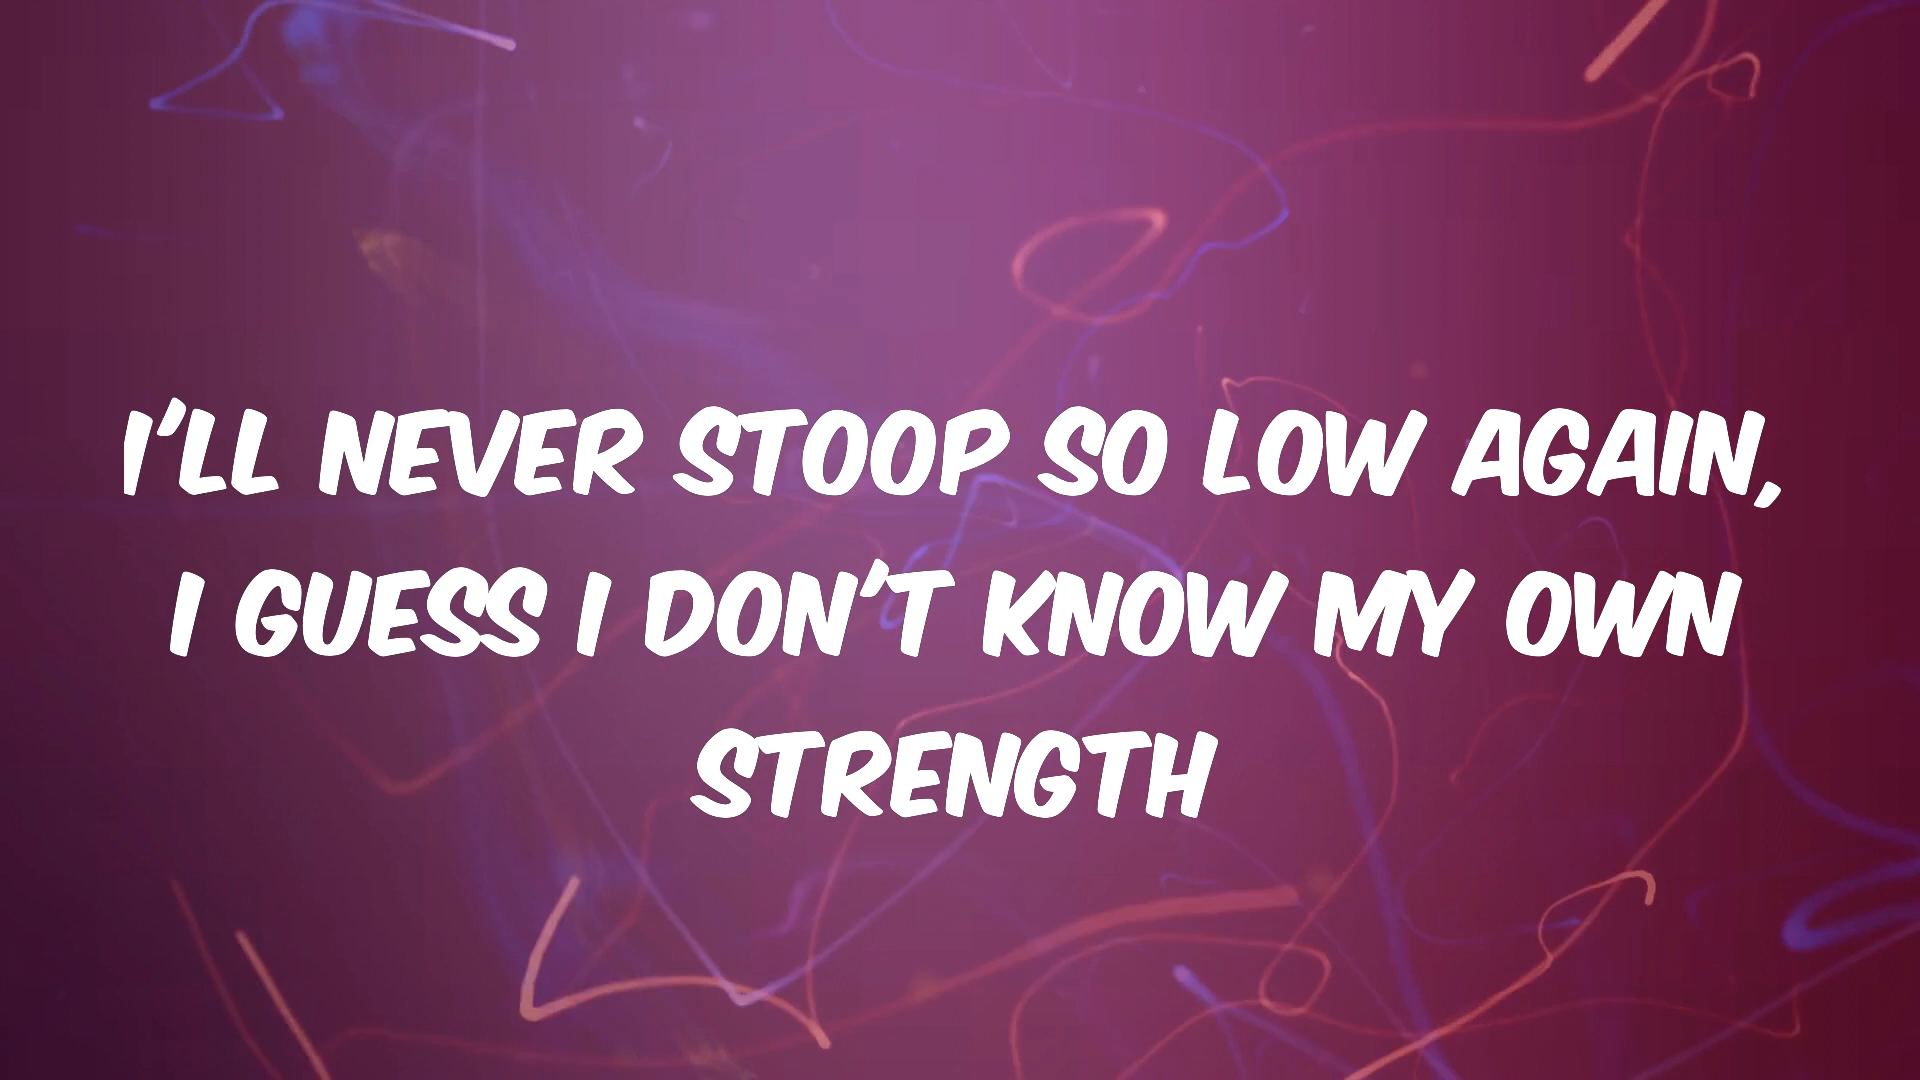 I'LL NEVER STOOP SO LOW AGAIN,
I GUESS I DON'T KNOW MY OWN
STRENGTH